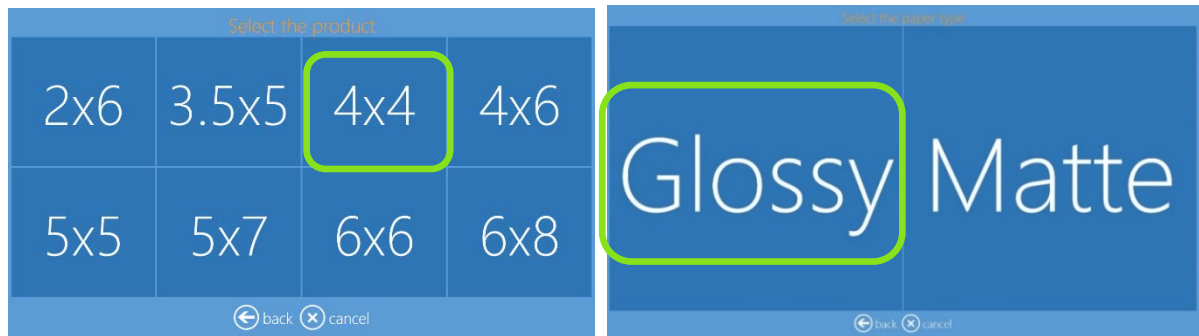 Select the product
2x6 3.5x5 4x4 4x6
5x5 5x7 6x6 6x8
back cancel
Select the paper type
Glossy Matte
back cancel